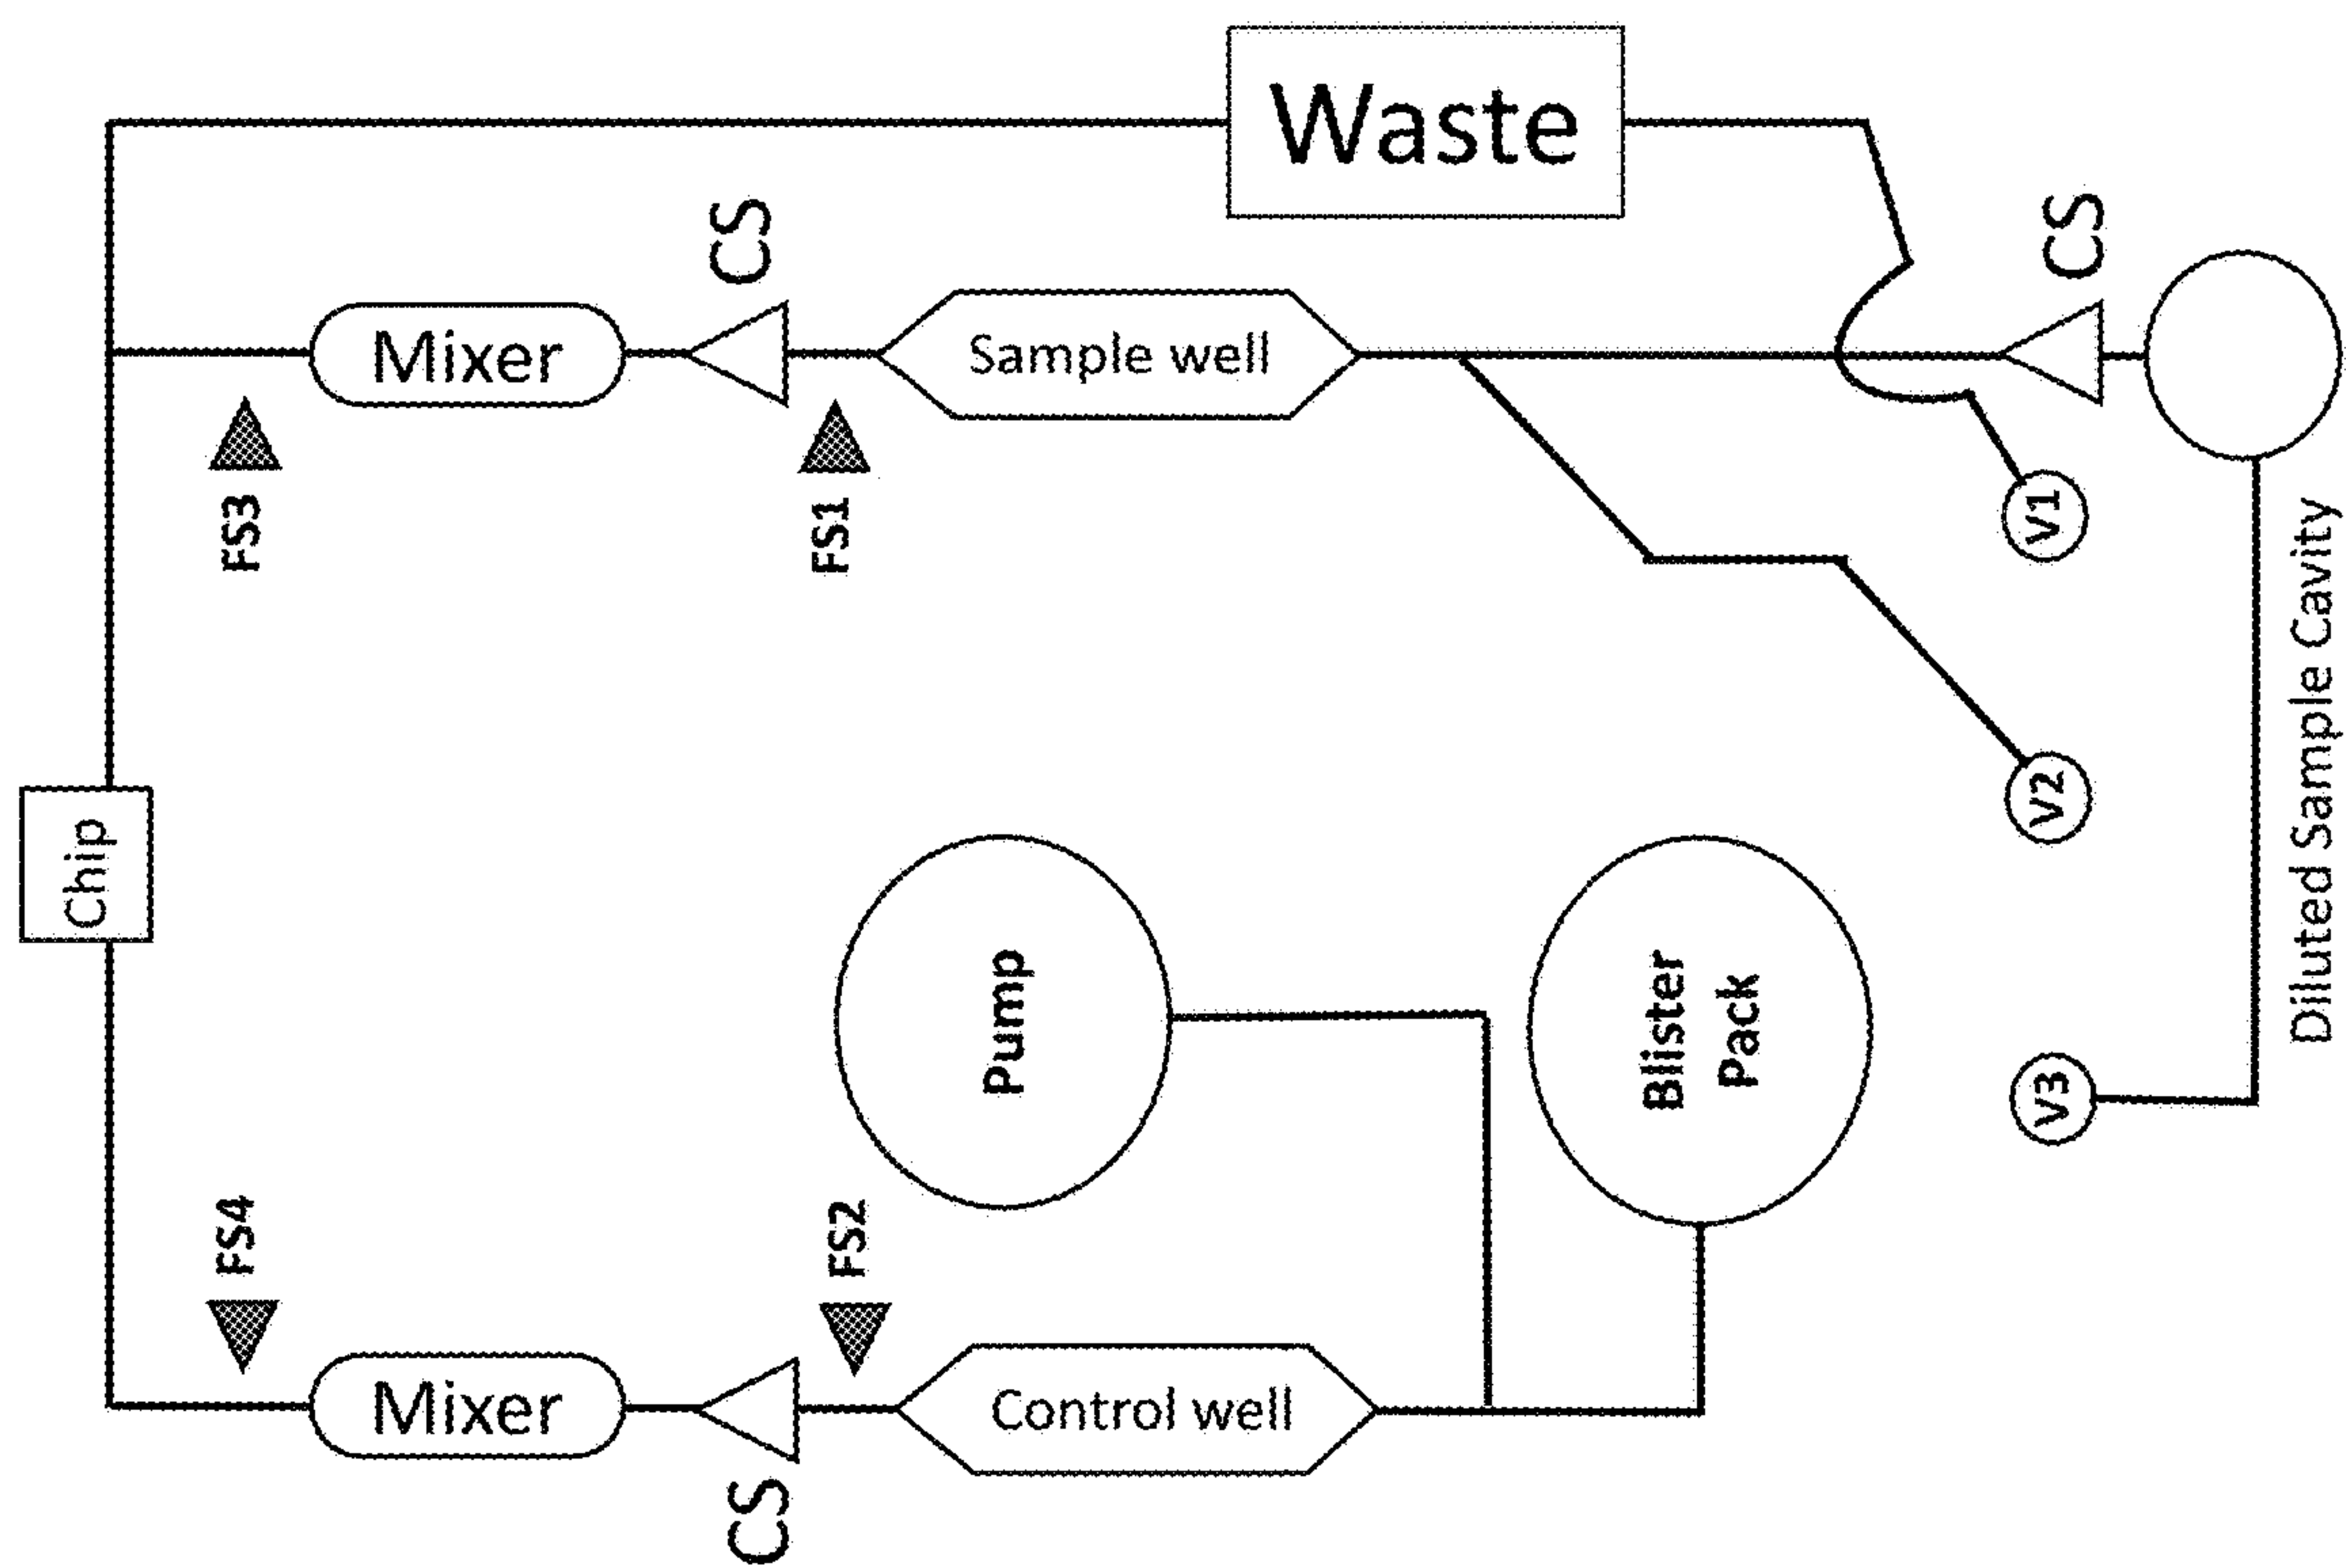 Waste
CS
CS
Mixer
Sample well
FS3
FS1
V1
Chip
V2
Diluted Sample Cavity
Pump
Blister
Pack
V3
FS4
FS2
Mixer
Control well
CS